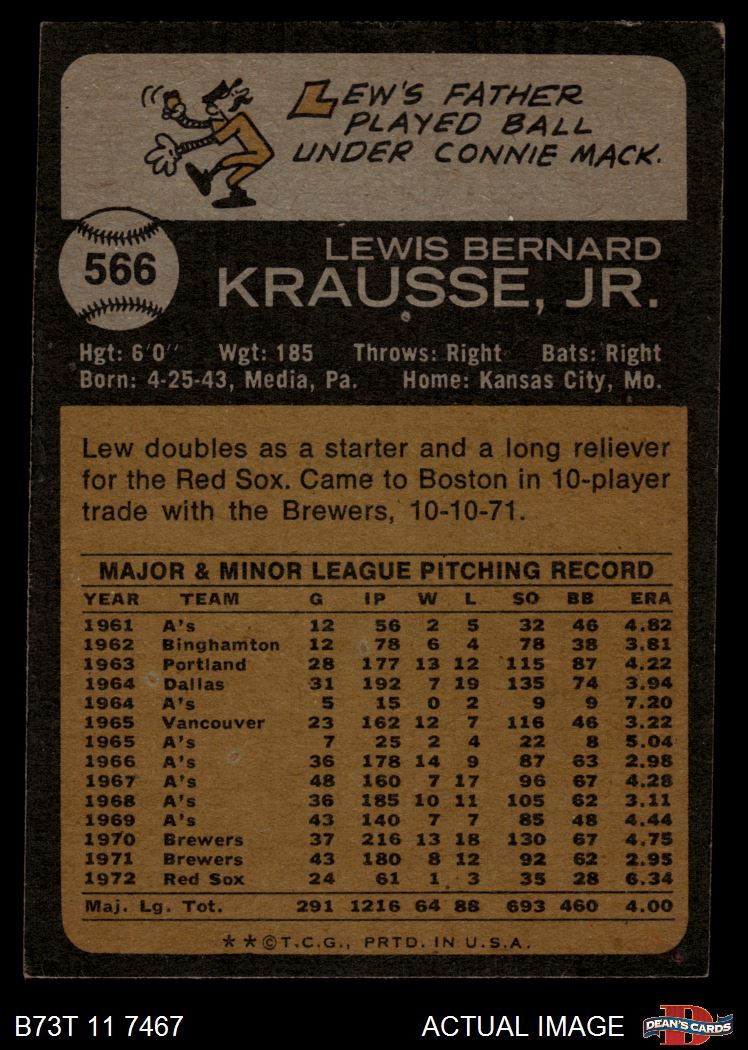 LEW'S FATHER
PLAYED BALL
UNDER CONNIE MACK.
566
LEWIS BERNARD
KRAUSSE, JR.
Hgt: 6'0" Wgt: 185 Throws: Right Bats: Right
Born: 4-25-43, Media, Pa. Home: Kansas City, Mo.
Lew doubles as a starter and a long reliever
for the Red Sox. Came to Boston in 10-player
trade with the Brewers, 10-10-71.
MAJOR & MINOR LEAGUE PITCHING RECORD
YEAR TEAM G IP W L SO BB ERA
1961 A's 12 56 2 5 32 46 4.82
1962 Binghamton 12 78 6 4 78 38 3.81
1963 Portland 28 177 13 12 115 87 4.22
1964 Dallas 31 192 7 19 135 74 3.94
1964 A's 5 15 0 2 9 9 7.20
1965 Vancouver 23 162 12 7 116 46 3.22
1965 A's 7 25 2 4 22 8 5.04
1966 A's 36 178 14 9 87 63 2.98
1967 A's 48 160 7 17 96 67 4.28
1968 A's 36 185 10 11 105 62 3.11
1969 A's 43 140 7 7 85 48 4.44
1970 Brewers 37 216 13 18 130 67 4.75
1971 Brewers 43 180 8 12 92 62 2.95
1972 Red Sox 24 61 1 3 35 28 6.34
Maj. Lg. Tot. 291 1216 64 88 693 460 4.00
**©T.C.G., PRTD. IN U.S.A.
B73T 11 7467 ACTUAL IMAGE DEAN'S CARDS